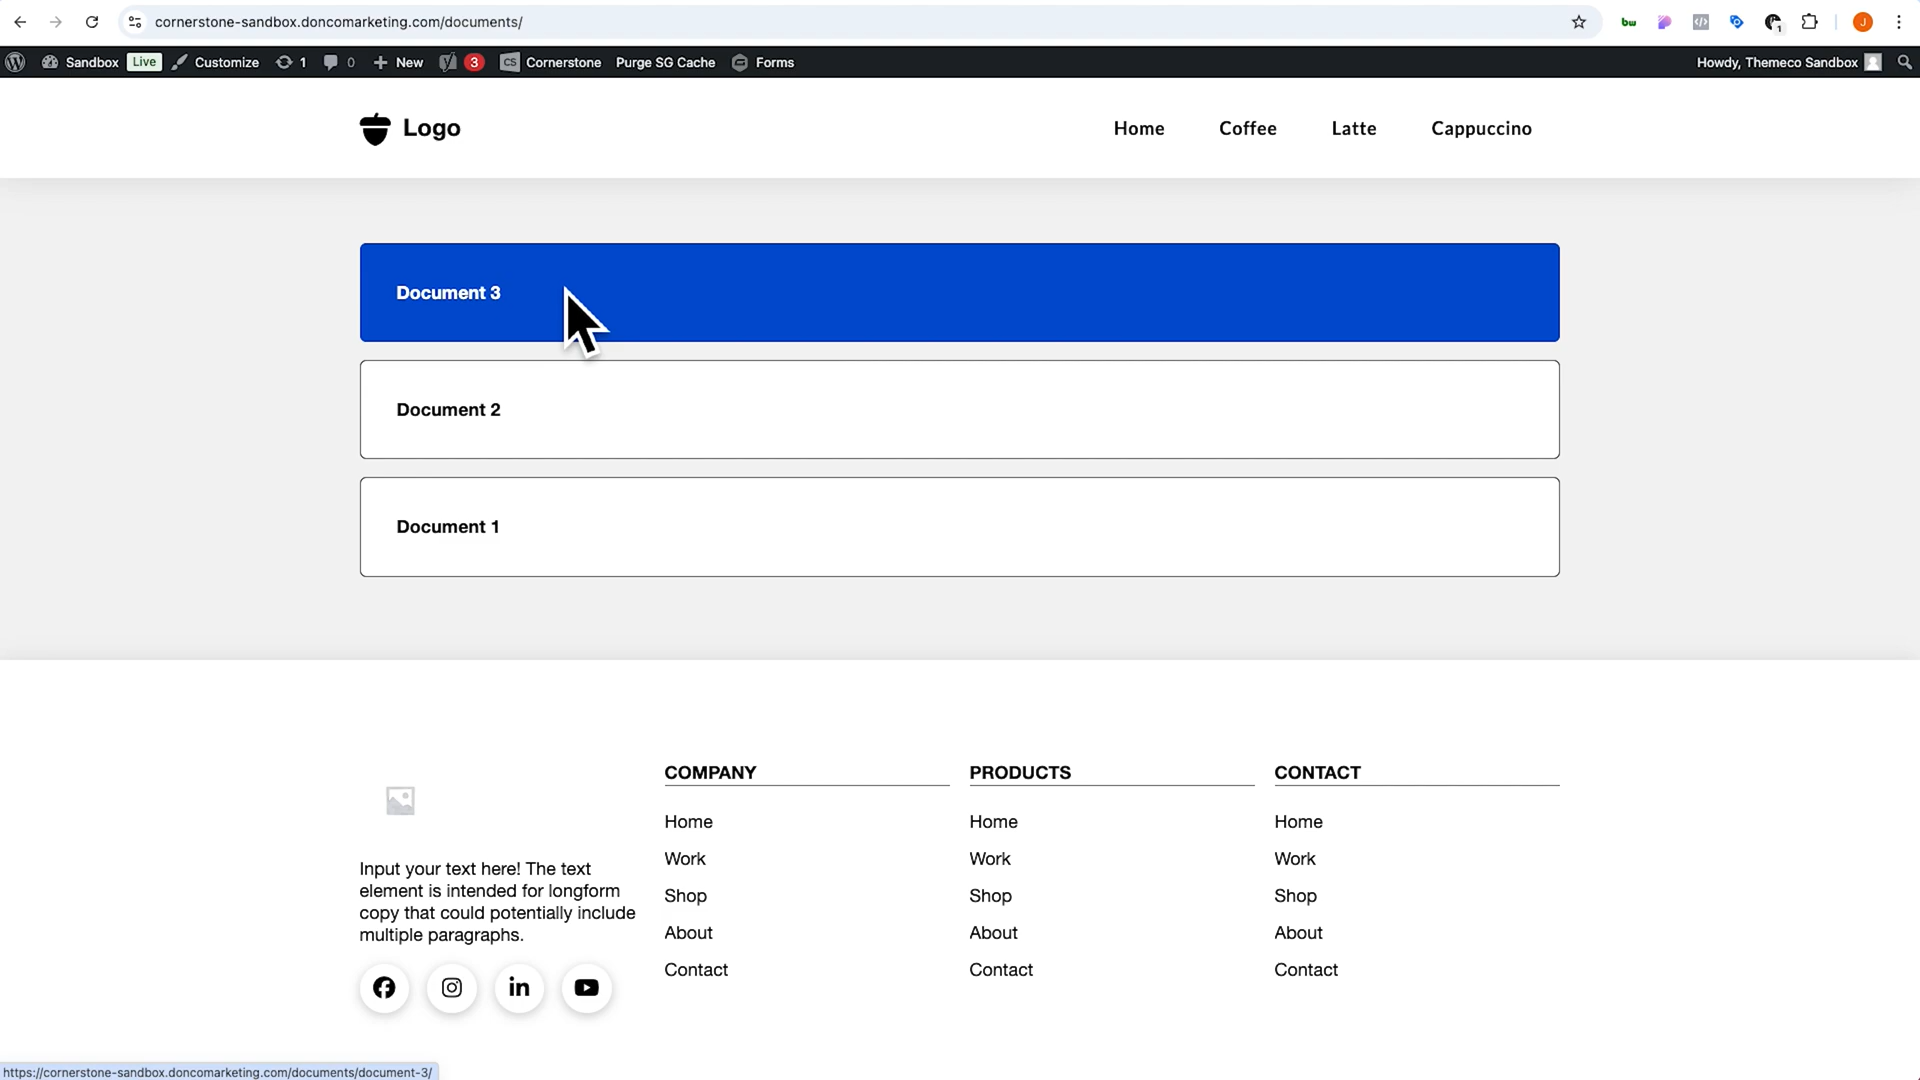 cornerstone-sandbox.doncomarketing.com/documents/
bw
1
J
Sandbox Live Customize 1 0 New 3 CS Cornerstone Purge SG Cache Forms Howdy, Themeco Sandbox
Logo
Home Coffee Latte Cappuccino
Document 3
Document 2
Document 1
COMPANY
Home
Work
Shop
About
Contact
PRODUCTS
Home
Work
Shop
About
Contact
CONTACT
Home
Work
Shop
About
Contact
Input your text here! The text
element is intended for longform
copy that could potentially include
multiple paragraphs.
https://cornerstone-sandbox.doncomarketing.com/documents/document-3/